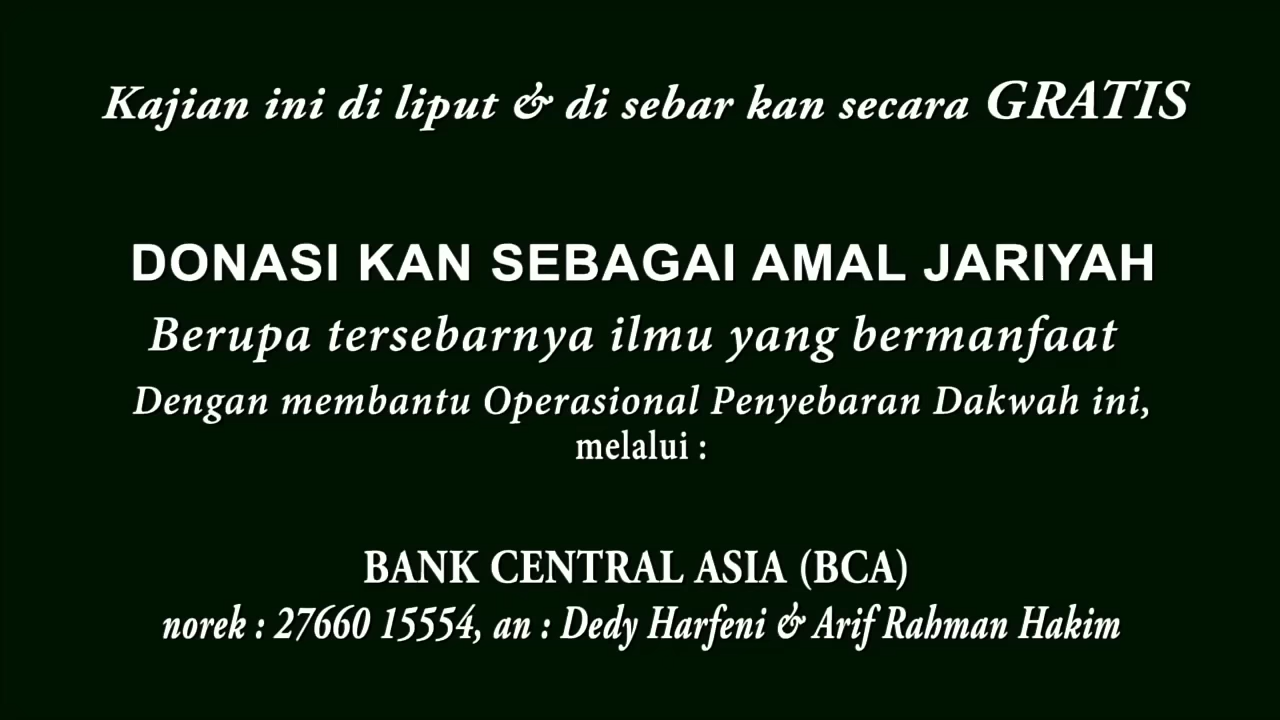 Kajian ini di liput & di sebar kan secara GRATIS
DONASI KAN SEBAGAI AMAL JARIYAH
Berupa tersebarnya ilmu yang bermanfaat
Dengan membantu Operasional Penyebaran Dakwah ini,
melalui :
BANK CENTRAL ASIA (BCA)
norek : 27660 15554, an : Dedy Harfeni & Arif Rahman Hakim